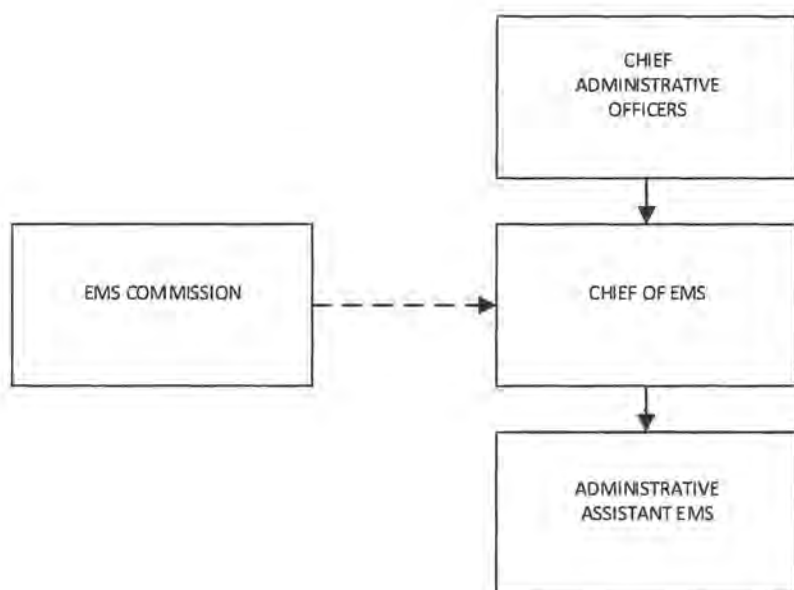 CHIEF
ADMINISTRATIVE
OFFICERS
EMS COMMISSION
CHIEF OF EMS
ADMINISTRATIVE
ASSISTANT EMS